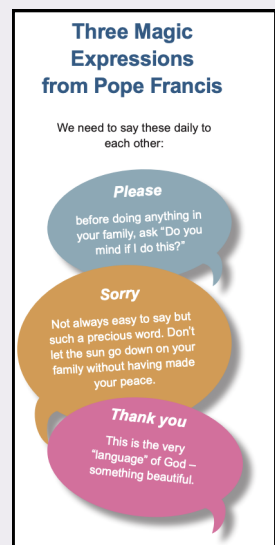 Three Magic
Expressions
from Pope Francis
We need to say these daily to
each other:
Please
before doing anything in
your family, ask “Do you
mind if I do this?”
Sorry
Not always easy to say but
such a precious word. Don't
let the sun go down on your
family without having made
your peace.
Thank you
This is the very
“language” of God –
something beautiful.